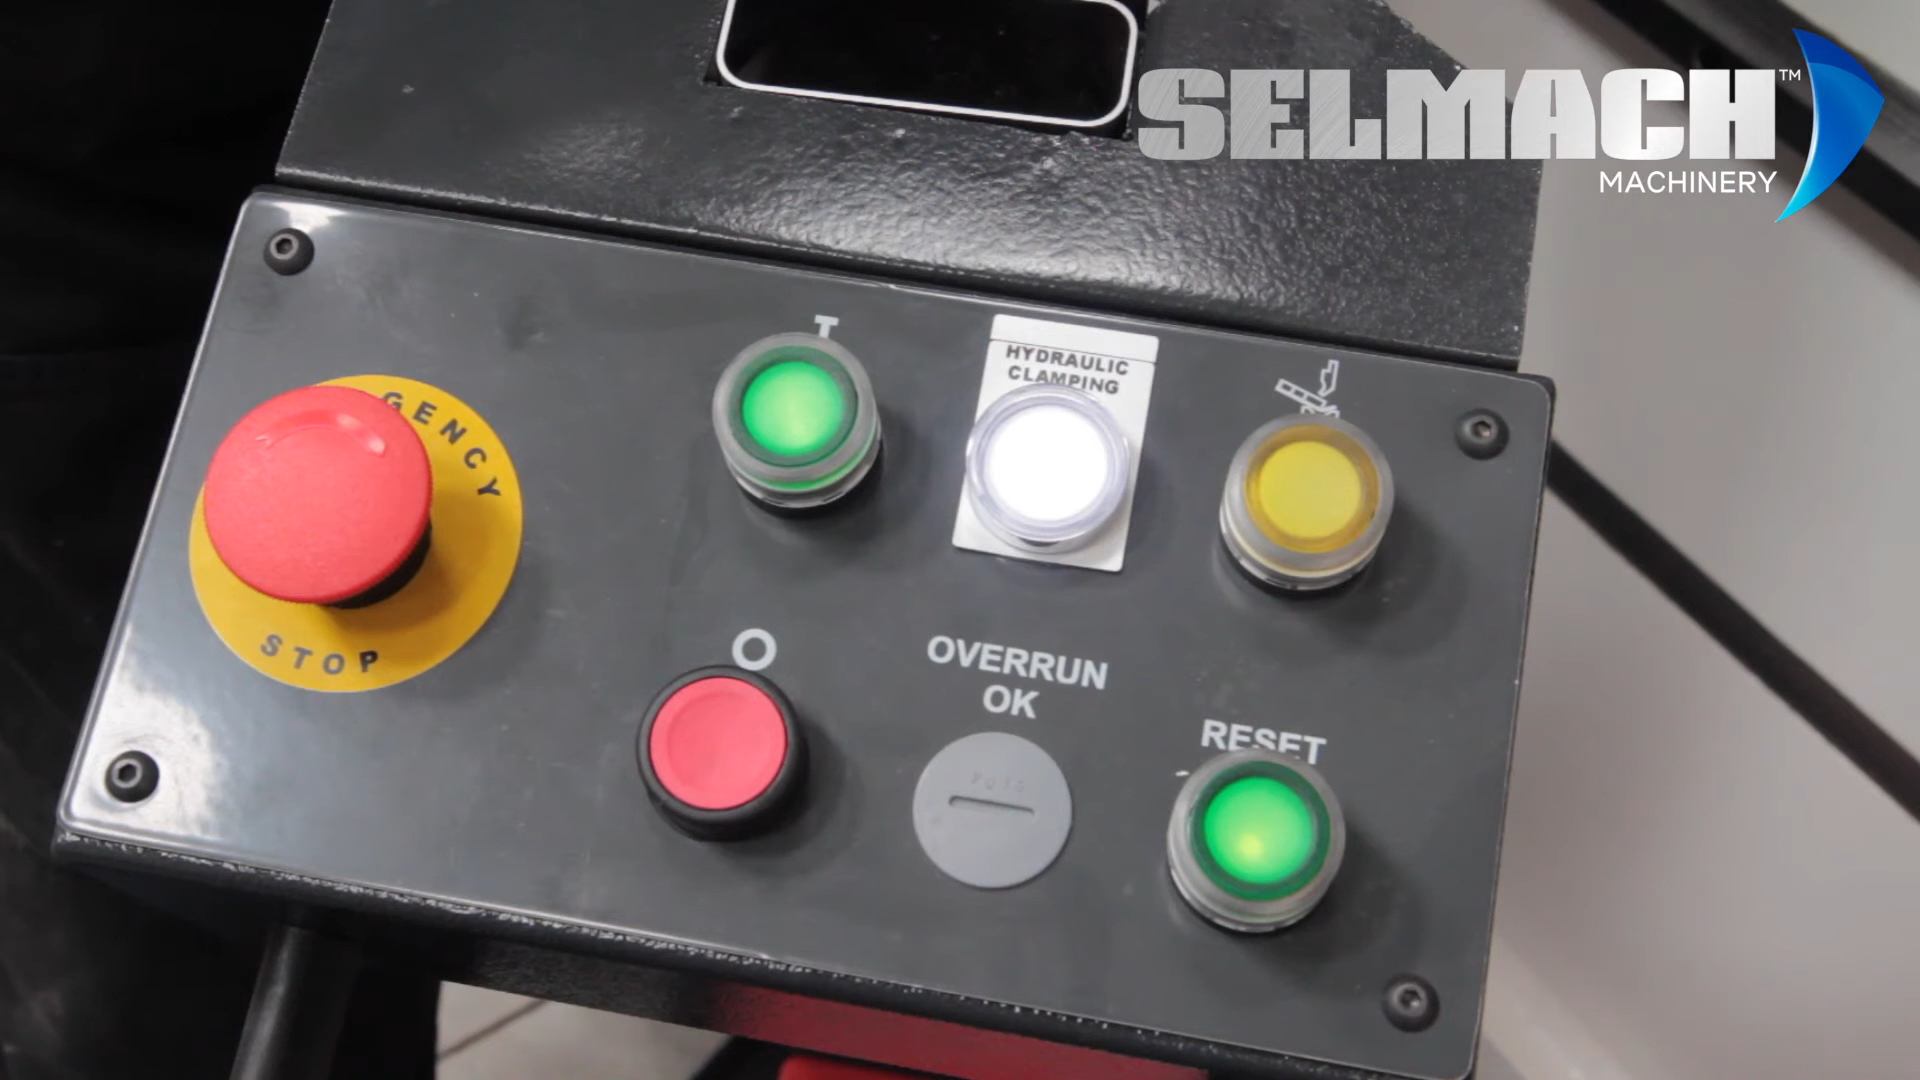 SELMACH™
MACHINERY
HYDRAULIC
CLAMPING
GENCY
STOP
I
O
OVERRUN
OK
RESET